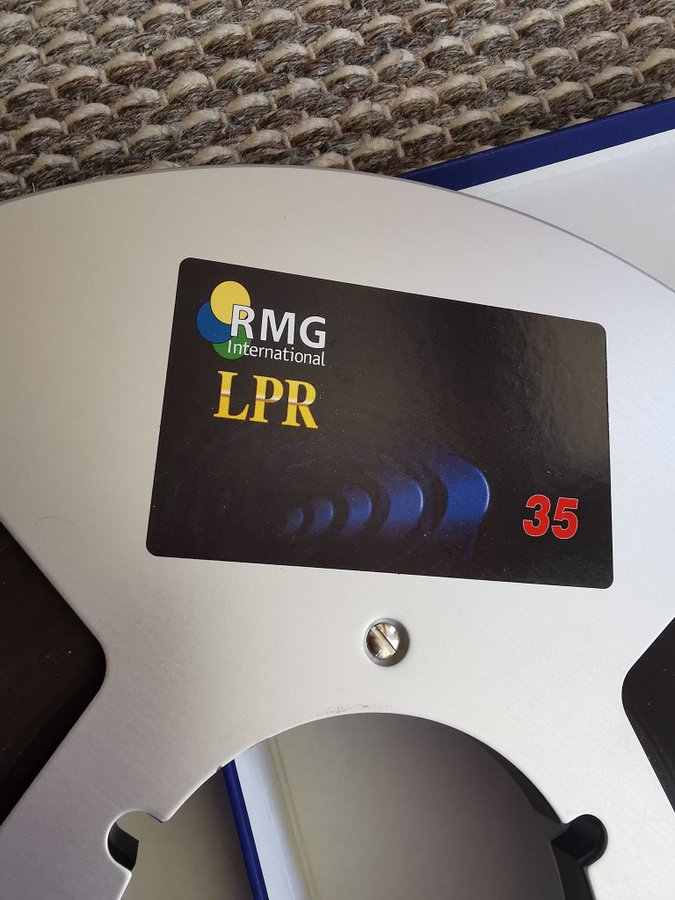 RMG
International
LPR
35